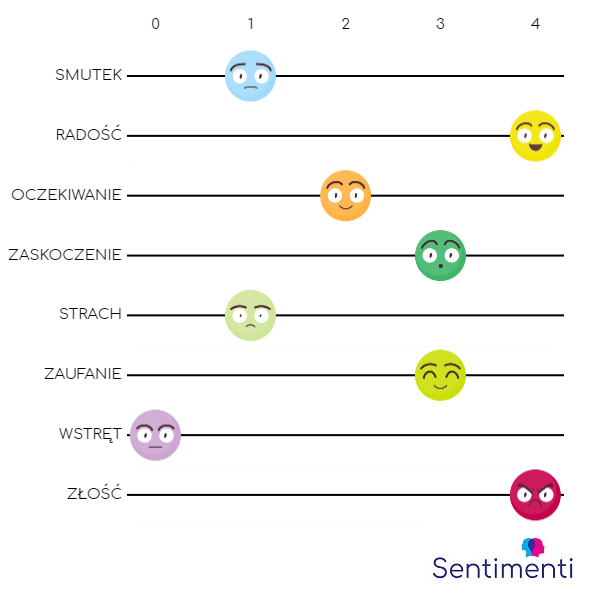 0 1 2 3 4
SMUTEK
RADOŚĆ
OCZEKIWANIE
ZASKOCZENIE
STRACH
ZAUFANIE
WSTRĘT
ZŁOŚĆ
Sentimenti